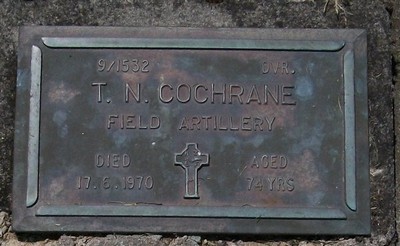 9/1532 DVR.
T. N. COCHRANE
FIELD ARTILLERY
DIED AGED
17.6.1970 74 YRS